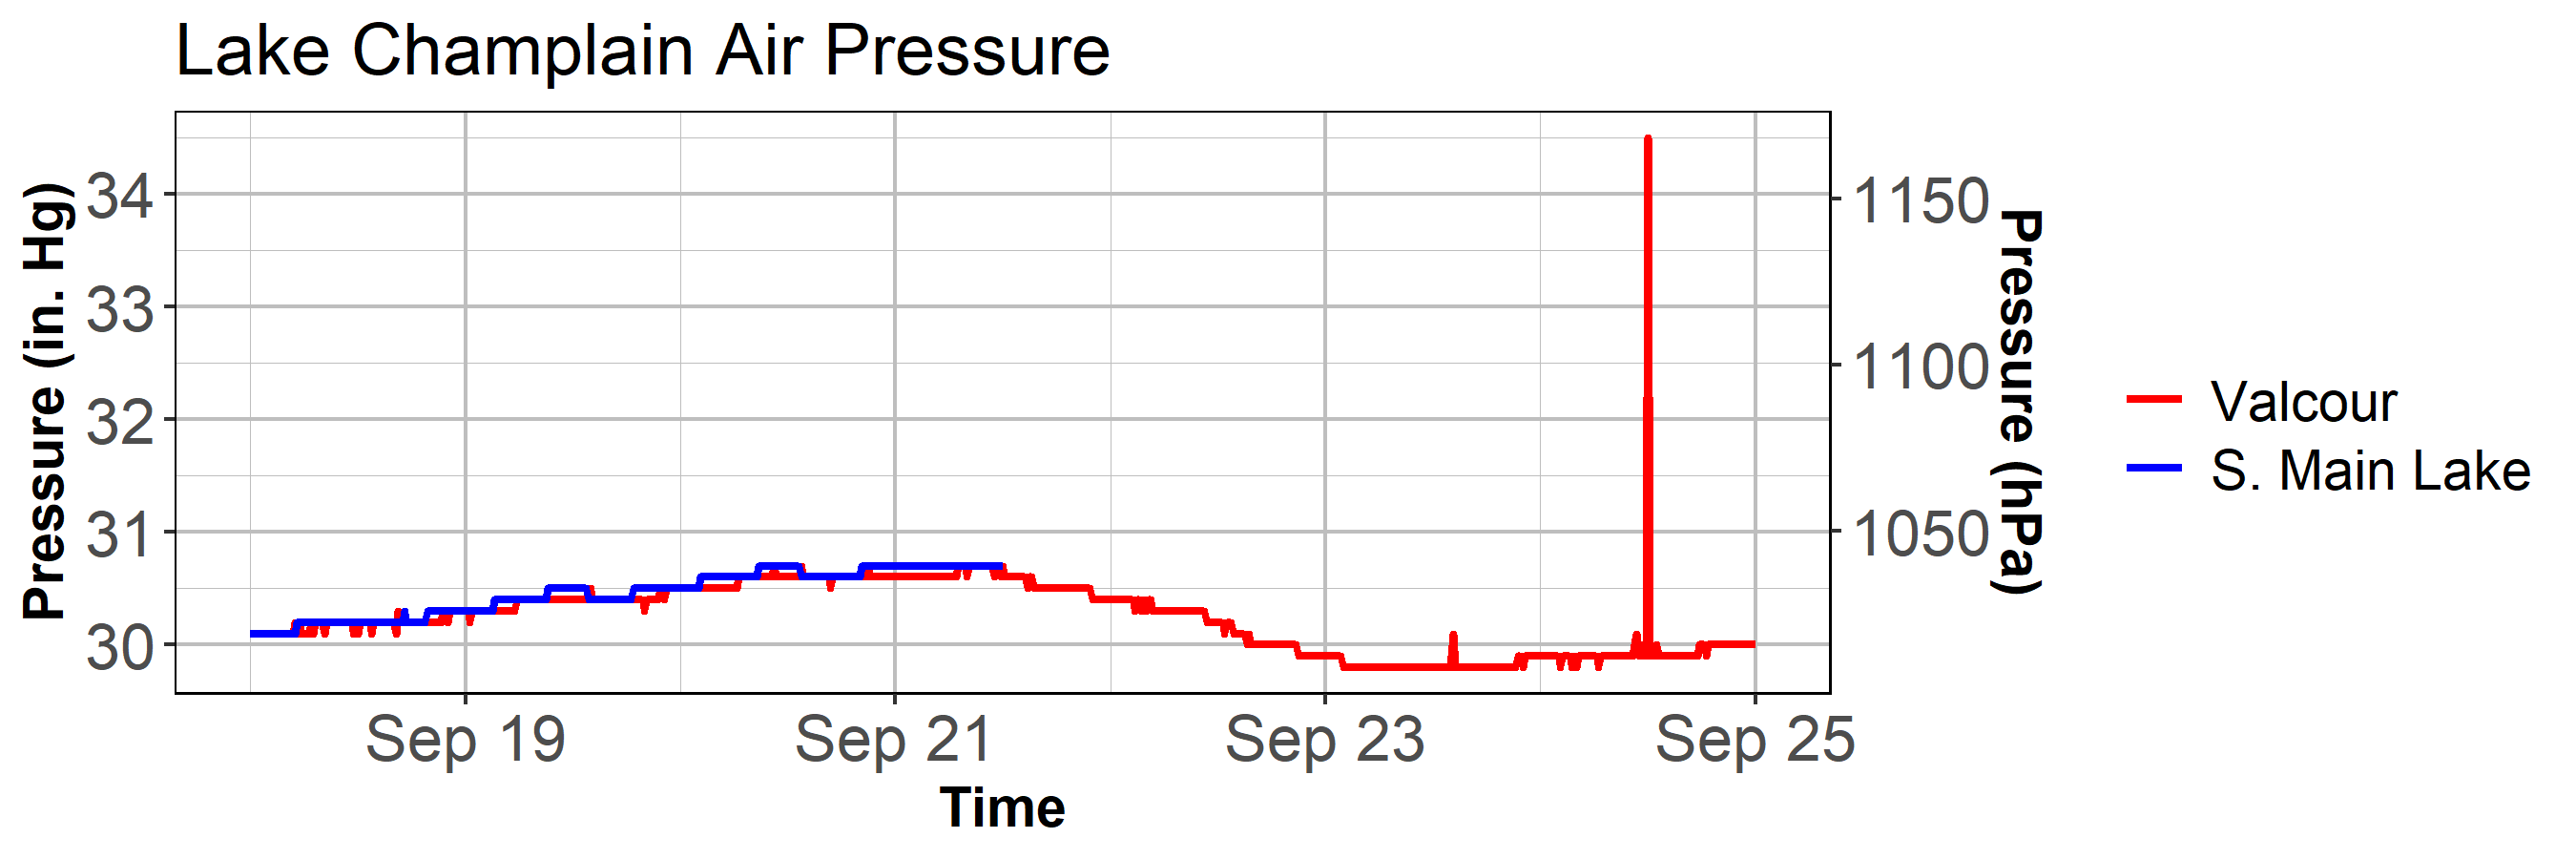 Lake Champlain Air Pressure
Pressure (in. Hg)
34
33
32
31
30
1150
1100
1050
Pressure (hPa)
Valcour
S. Main Lake
Sep 19
Sep 21
Sep 23
Sep 25
Time